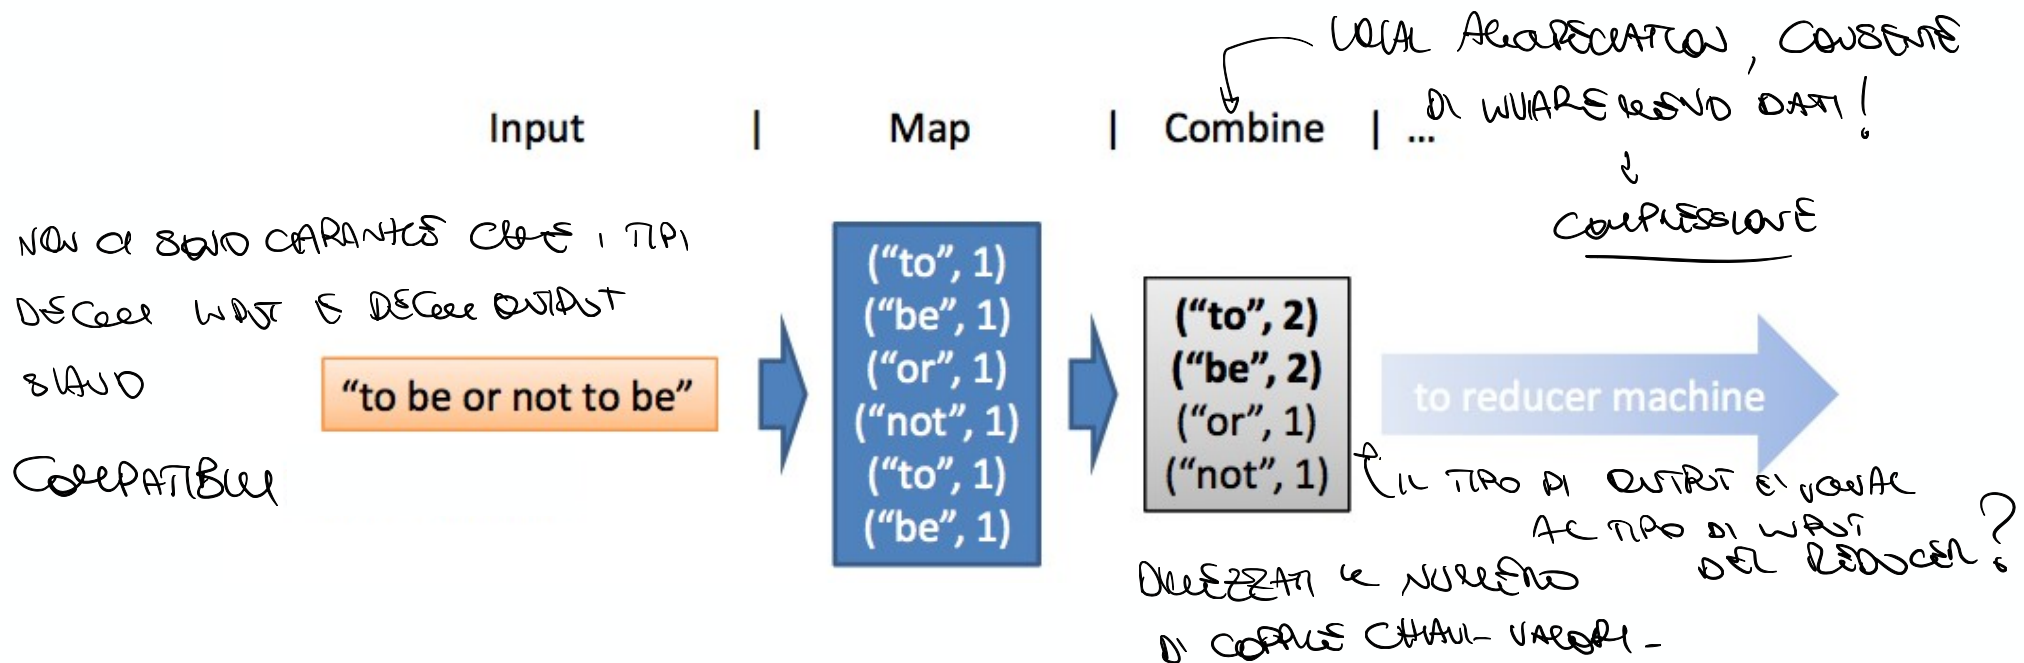 LOCAL AGGREGATION, CONSENTE
DI INVIARE MENO DATI!
COMPRESSIONE
Input | Map | Combine | ...
NON CI SONO GARANZIE CHE I TIPI
DEGLI INPUT E DEGLI OUTPUT
SIANO
COMPATIBILI
“to be or not to be”
(“to”, 1)
(“be”, 1)
(“or”, 1)
(“not”, 1)
(“to”, 1)
(“be”, 1)
(“to”, 2)
(“be”, 2)
(“or”, 1)
(“not”, 1)
to reducer machine
IL TIPO DI OUTPUT E' UGUAL
AL TIPO DI INPUT
DEL REDUCER?
DIMEZZATI IL NUMERO
DI COPPIE CHIAVI-VALORI-